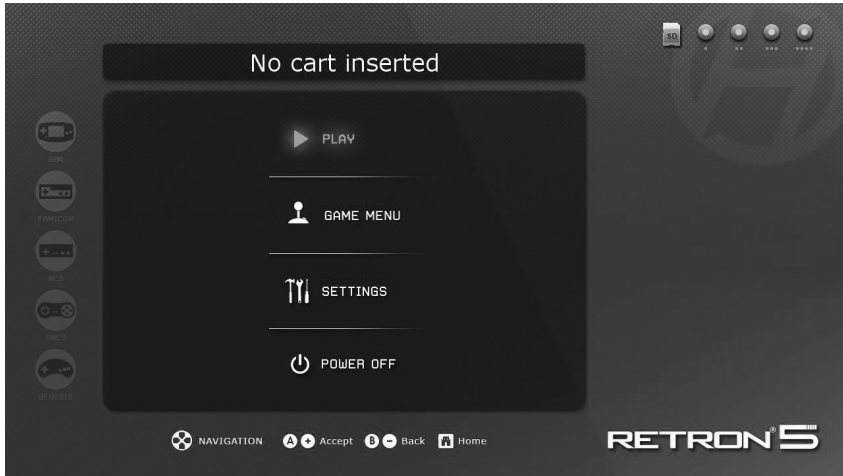 No cart inserted
SD
PLAY
GBA
GAME MENU
FAMICOM
NES
SETTINGS
SNES
POWER OFF
GENESIS
NAVIGATION A + Accept B - Back H Home
RETRON® 5